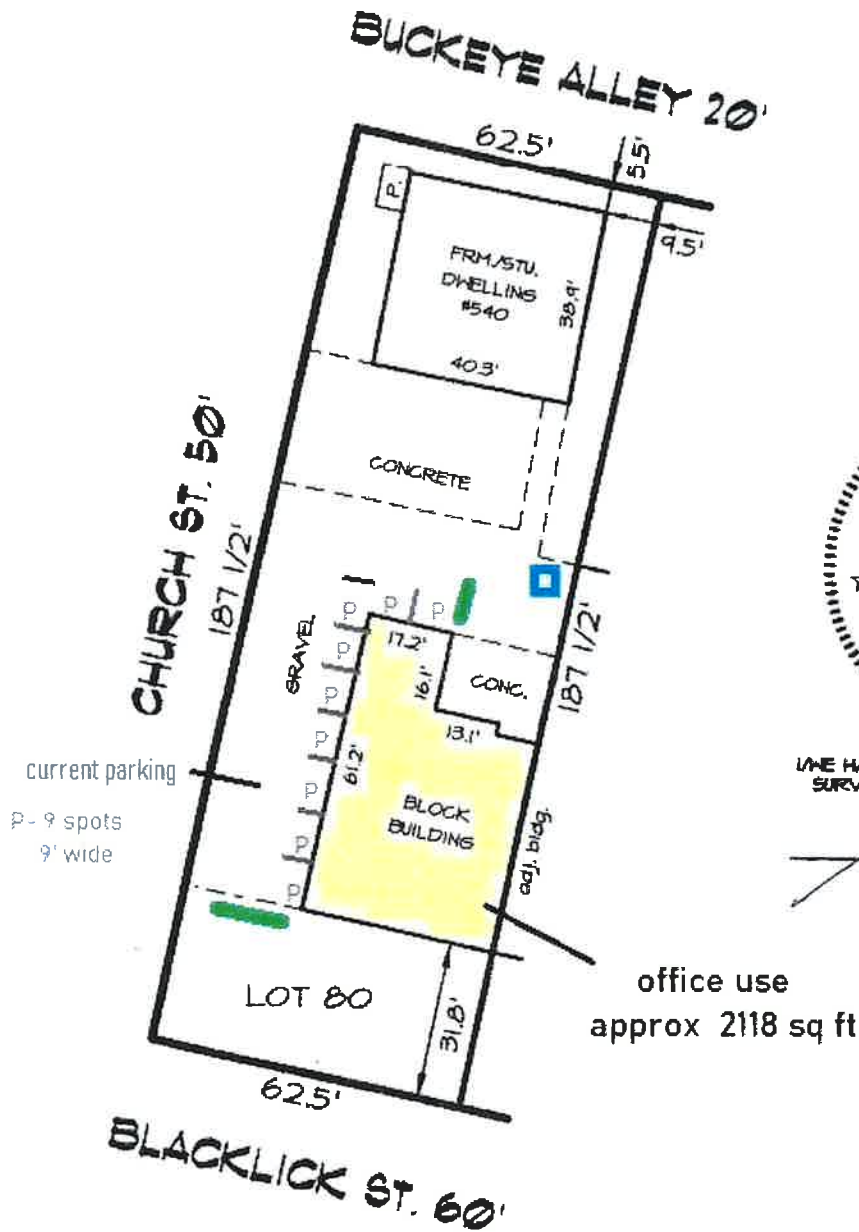 BUCKEYE ALLEY 20'
62.5'
5.5'
9.5'
P.
FRM/STU.
DWELLING
#540
38.9'
40.3'
CONCRETE
CHURCH ST. 50'
187 1/2'
GRAVEL
P
P
P
P
P
P
P
P
P
17.2'
16.1'
CONC.
13.1'
187 1/2'
61.2'
BLOCK
BUILDING
adj. bldg.
current parking
P- 9 spots
9' wide
office use
approx 2118 sq ft
LOT 80
31.8'
62.5'
BLACKLICK ST. 60'